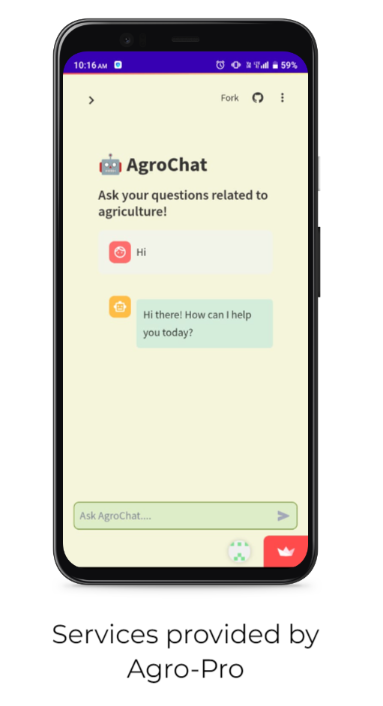 10:16 AM
59%
Fork
AgroChat
Ask your questions related to
agriculture!
Hi
Hi there! How can I help
you today?
Ask AgroChat....
Services provided by
Agro-Pro